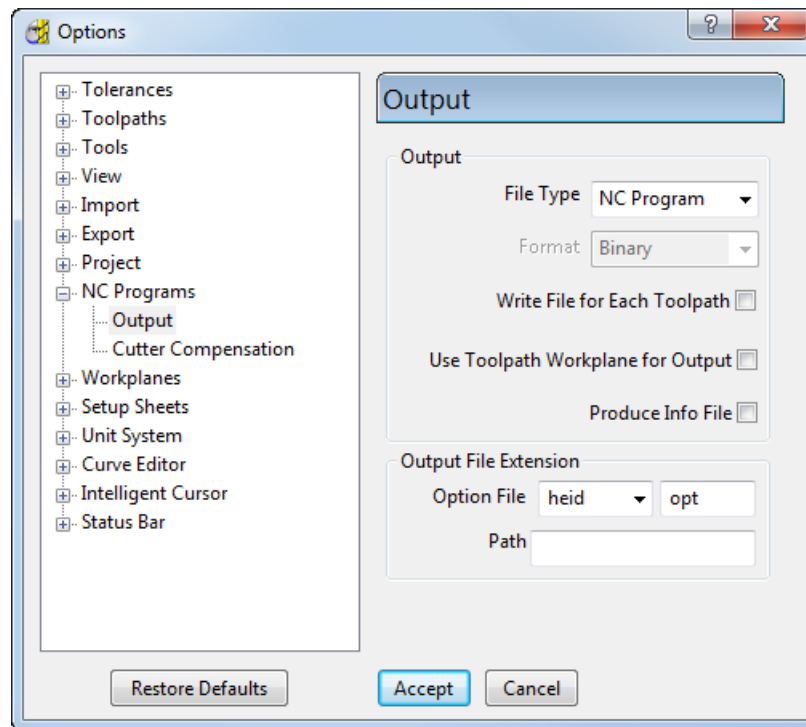 Options
Tolerances
Toolpaths
Tools
View
Import
Export
Project
NC Programs
Output
Cutter Compensation
Workplanes
Setup Sheets
Unit System
Curve Editor
Intelligent Cursor
Status Bar
Output
Output
File Type NC Program
Format Binary
Write File for Each Toolpath
Use Toolpath Workplane for Output
Produce Info File
Output File Extension
Option File heid opt
Path
Restore Defaults Accept Cancel